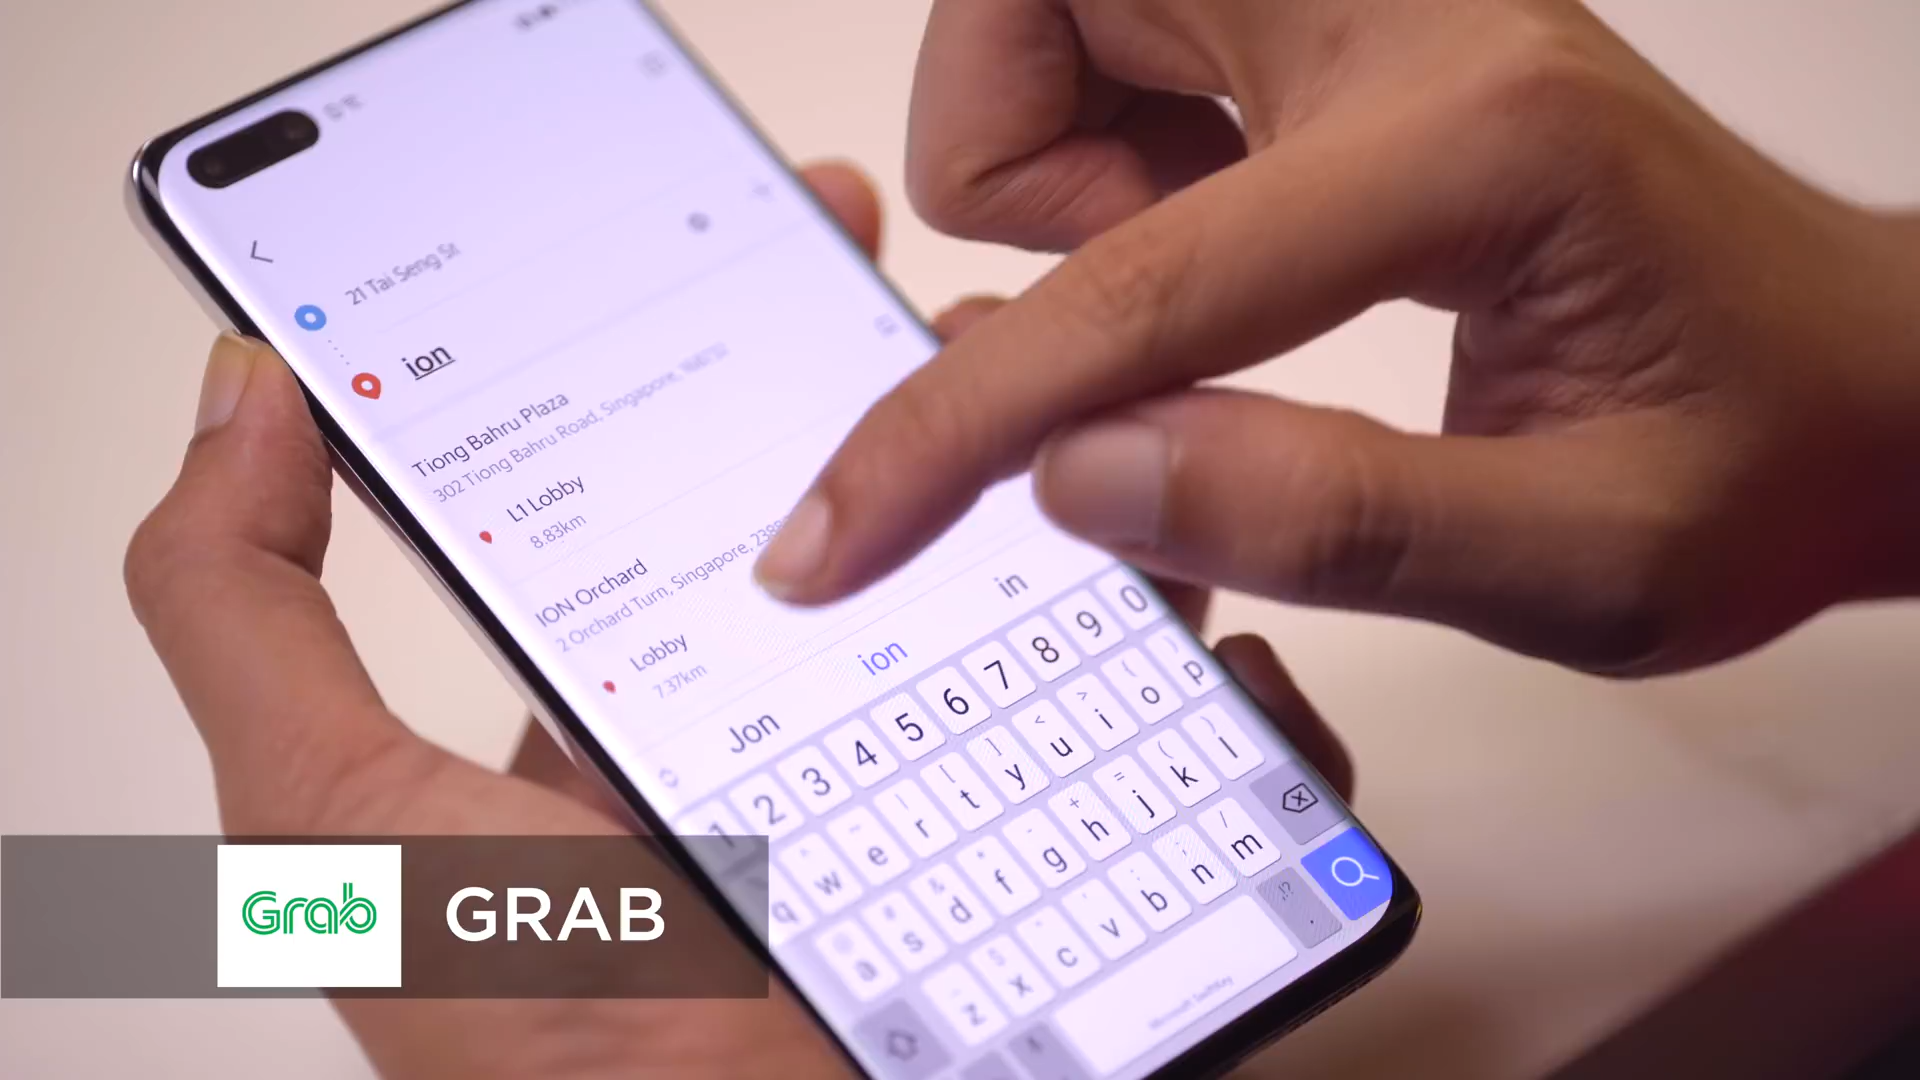 21 Tai Seng St
ion
Tiong Bahru Plaza
302 Tiong Bahru Road, Singapore,
L1 Lobby
8.83km
ION Orchard
2 Orchard Turn, Singapore,
Lobby
7.37km
Jon ion in
1 2 3 4 5 6 7 8 9 0
q w e r t y u i o p
a s d f g h j k l
z x c v b n m
Microsoft SwiftKey
Grab GRAB